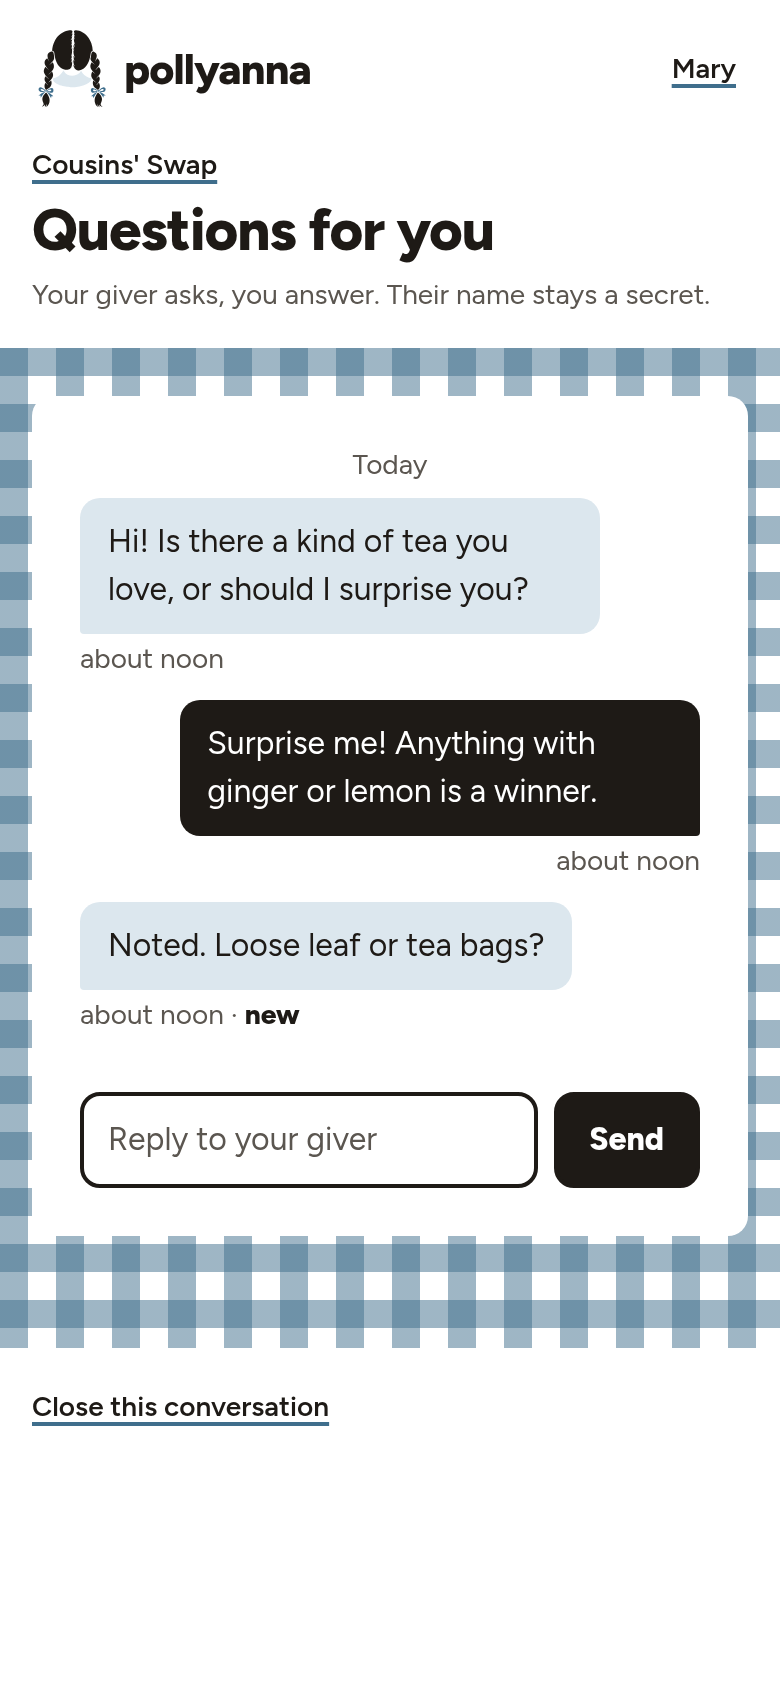 pollyanna
Mary
Cousins' Swap
Questions for you
Your giver asks, you answer. Their name stays a secret.
Today
Hi! Is there a kind of tea you
love, or should I surprise you?
about noon
Surprise me! Anything with
ginger or lemon is a winner.
about noon
Noted. Loose leaf or tea bags?
about noon · new
Reply to your giver
Send
Close this conversation